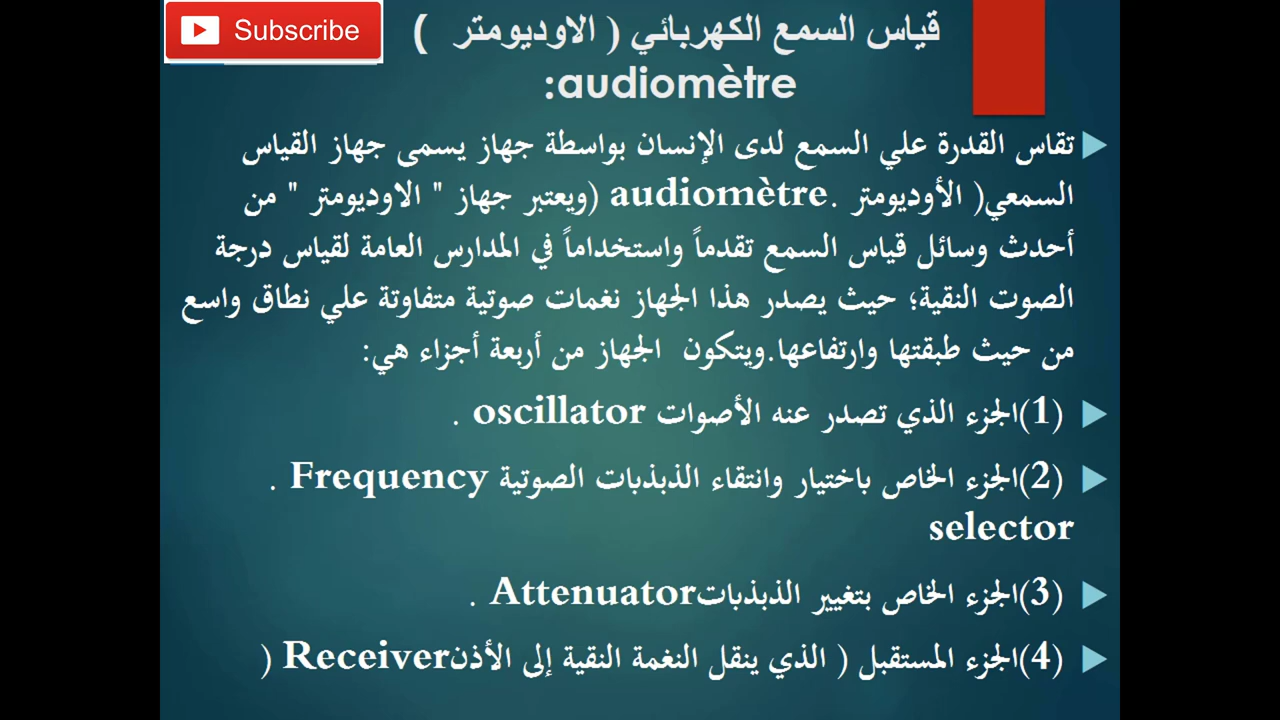 Subscribe
قياس السمع الكهربائي ( الاوديومتر )
audiomètre:
تقاس القدرة علي السمع لدى الإنسان بواسطة جهاز يسمى جهاز القياس
السمعي( الأوديومتر .audiomètre (ويعتبر جهاز " الاوديومتر " من
أحدث وسائل قياس السمع تقدماً واستخداماً في المدارس العامة لقياس درجة
الصوت النقية؛ حيث يصدر هذا الجهاز نغمات صوتية متفاوتة علي نطاق واسع
من حيث طبقتها وارتفاعها.ويتكون الجهاز من أربعة أجزاء هي:
(1)الجزء الذي تصدر عنه الأصوات oscillator .
(2)الجزء الخاص باختيار وانتقاء الذبذبات الصوتية Frequency .
selector
(3)الجزء الخاص بتغيير الذبذباتAttenuator .
(4)الجزء المستقبل ( الذي ينقل النغمة النقية إلى الأذنReceiver (